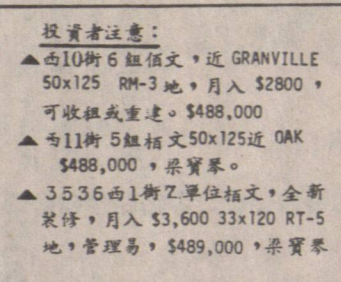 投資者注意：
▲西10街6組佰文，近 GRANVILLE
50x125 RM-3地，月入 $2800，
可收租或重建。$488,000
▲西11街 5組栢文50x125近 OAK
$488,000，梁寶琴。
▲3536西1街乙單位栢文，全新
裝修，月入 $3,600 33x120 RT-5
地，管理易，$489,000，梁寶琴